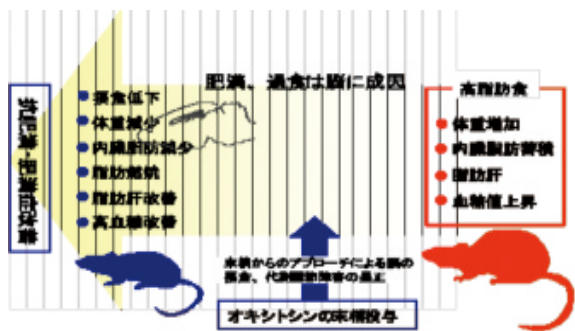 肥満、過食は脳に成因
高脂肪食
体重増加
内臓脂肪蓄積
脂肪肝
血糖値上昇
摂食低下
体重減少
内臓脂肪減少
脂肪燃焼
脂肪肝改善
高血糖改善
抗肥満・肥満症改善
末梢からのアプローチによる脳の
摂食、代謝調節障害の是正
オキシトシンの末梢投与